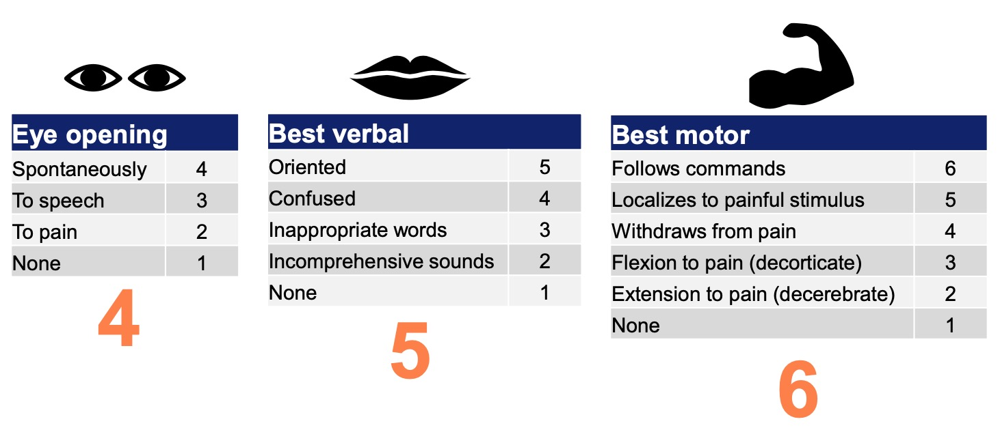 Eye opening
Spontaneously 4
To speech 3
To pain 2
None 1
4
Best verbal
Oriented 5
Confused 4
Inappropriate words 3
Incomprehensive sounds 2
None 1
5
Best motor
Follows commands 6
Localizes to painful stimulus 5
Withdraws from pain 4
Flexion to pain (decorticate) 3
Extension to pain (decerebrate) 2
None 1
6